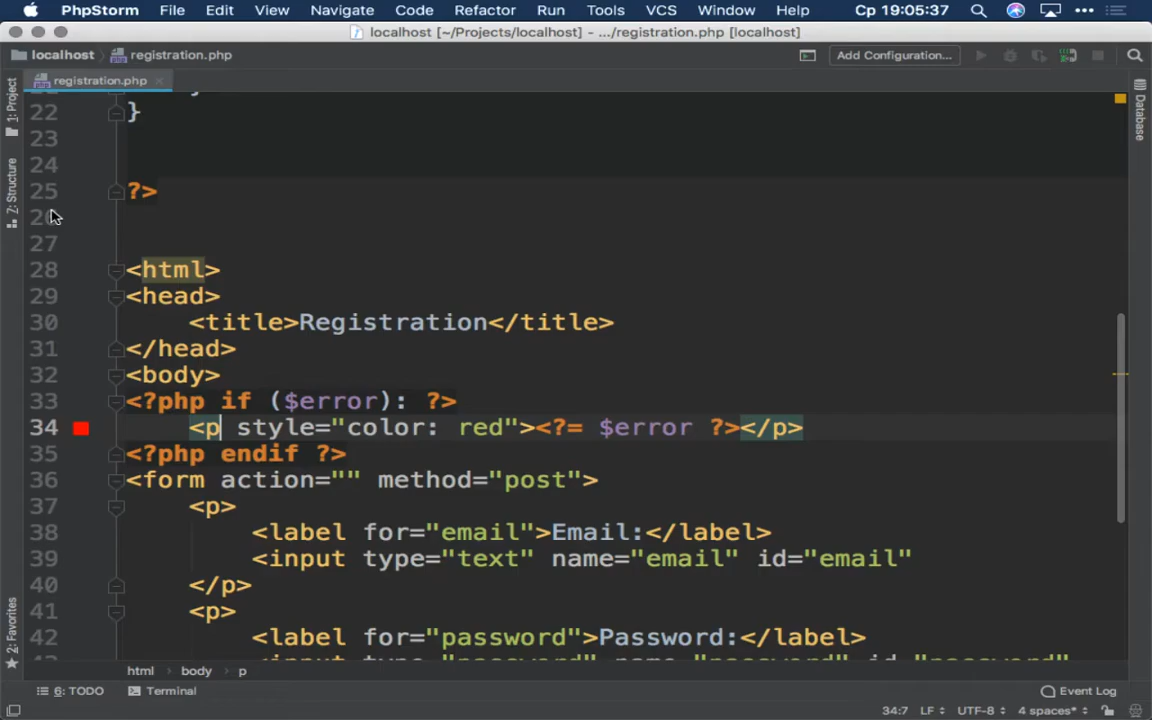 PhpStorm File Edit View Navigate Code Refactor Run Tools VCS Window Help Ср 19:05:37
localhost [~/Projects/localhost] - .../registration.php [localhost]
localhost registration.php Add Configuration...
registration.php
1: Project
7: Structure
2: Favorites
Database
22 }
23
24
25 ?>
27
28 <html>
29 <head>
30 <title>Registration</title>
31 </head>
32 <body>
33 <?php if ($error): ?>
34 <p style="color: red"><?= $error ?></p>
35 <?php endif ?>
36 <form action="" method="post">
37 <p>
38 <label for="email">Email:</label>
39 <input type="text" name="email" id="email"
40 </p>
41 <p>
42 <label for="password">Password:</label>
html body p
6: TODO Terminal Event Log
34:7 LF UTF-8 4 spaces*